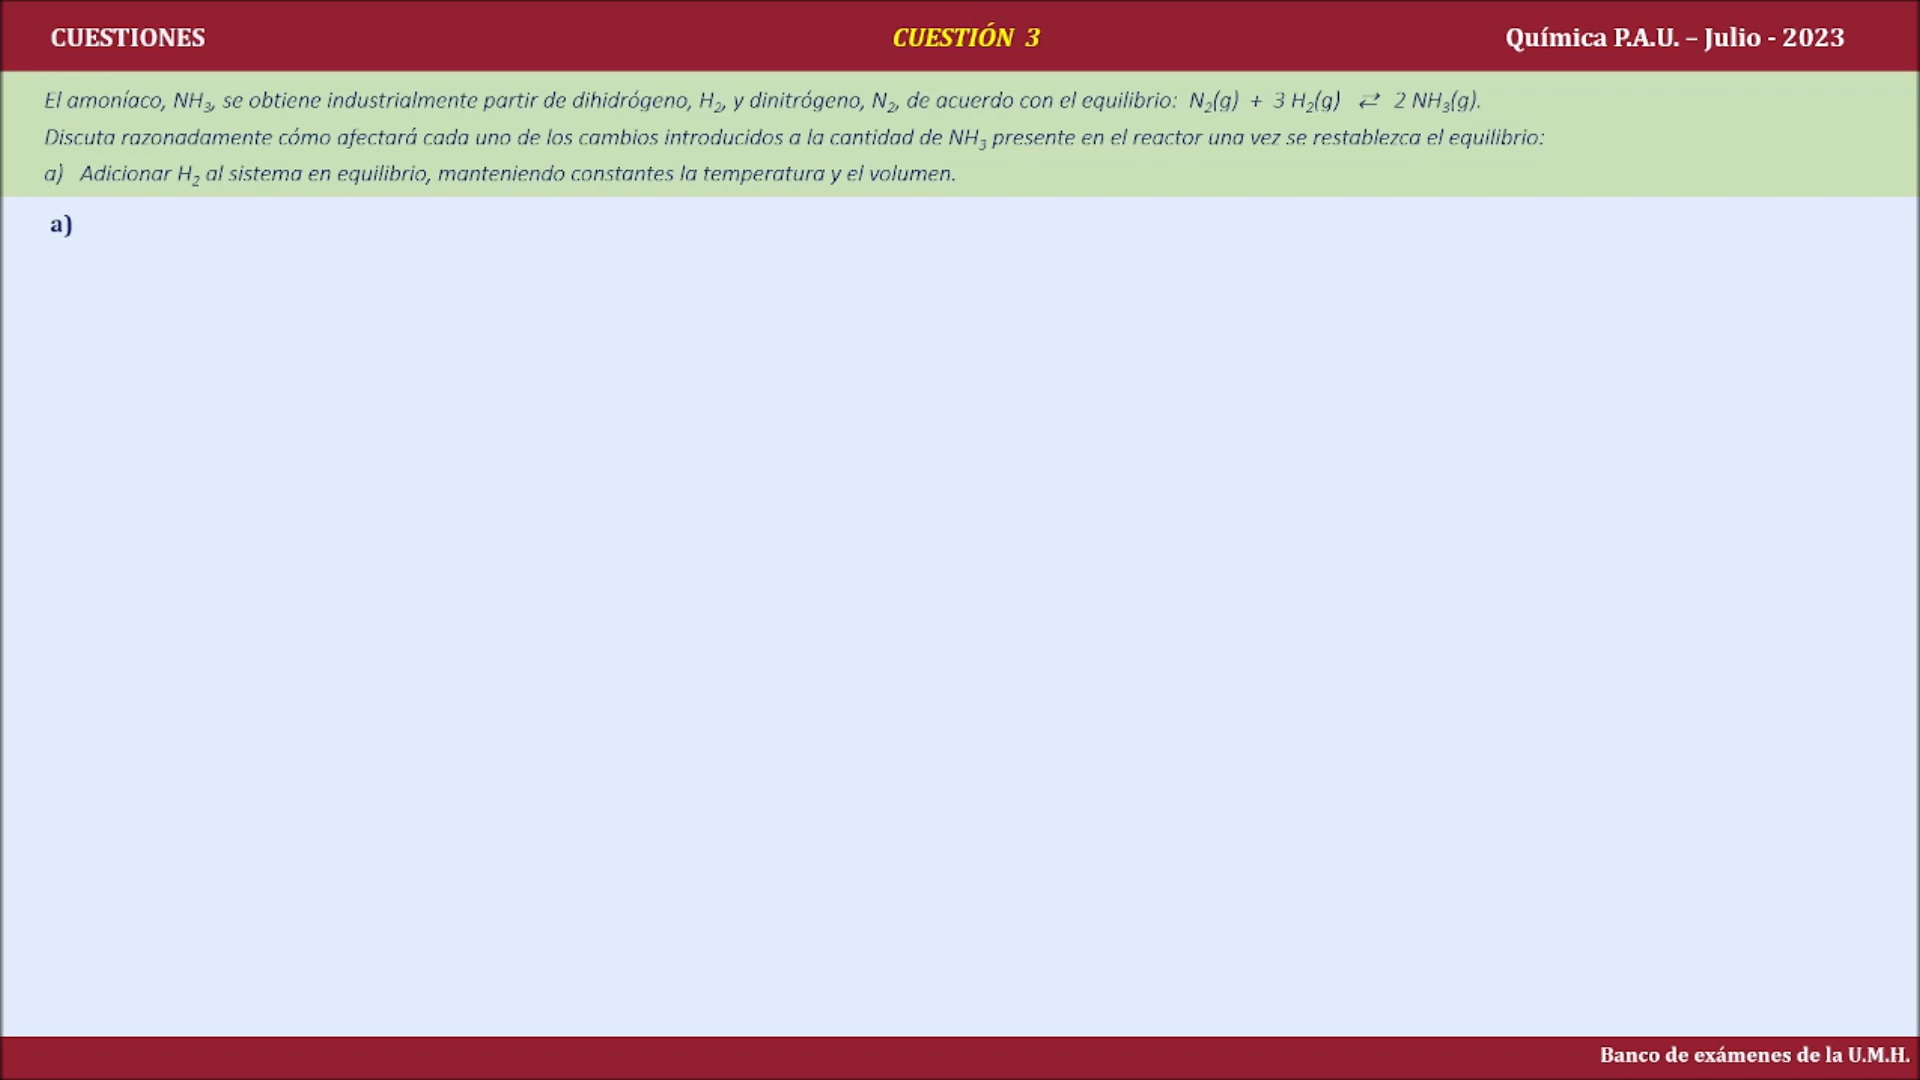 CUESTIONES
CUESTIÓN 3
Química P.A.U. – Julio - 2023
El amoníaco, NH₃, se obtiene industrialmente partir de dihidrógeno, H₂, y dinitrógeno, N₂, de acuerdo con el equilibrio: N₂(g) + 3 H₂(g) ⇄ 2 NH₃(g).
Discuta razonadamente cómo afectará cada uno de los cambios introducidos a la cantidad de NH₃ presente en el reactor una vez se restablezca el equilibrio:
a) Adicionar H₂ al sistema en equilibrio, manteniendo constantes la temperatura y el volumen.
a)
Banco de exámenes de la U.M.H.